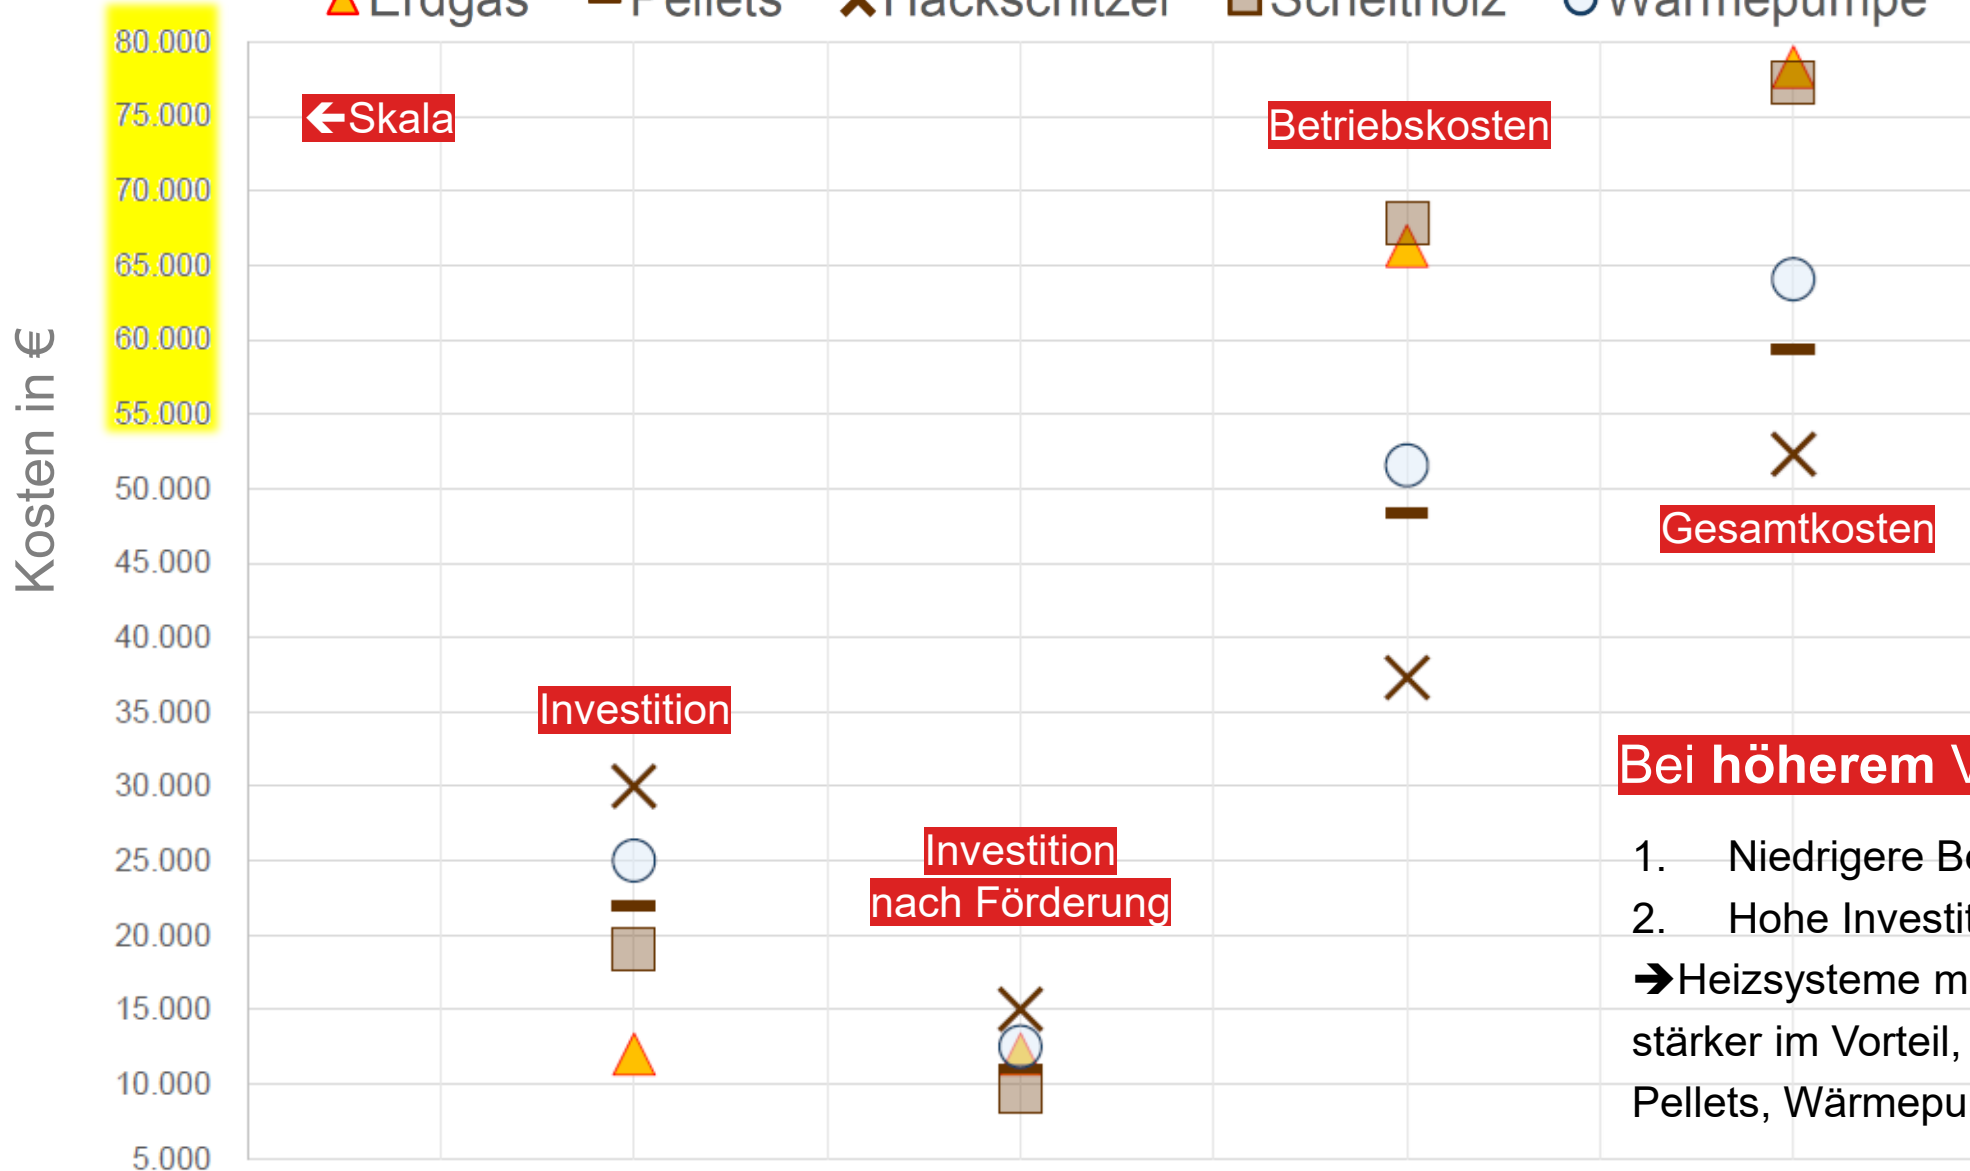 Erdgas Pellets Hackschnitzel Scheitholz Wärmepumpe
80.000
75.000
70.000
65.000
60.000
55.000
50.000
45.000
40.000
35.000
30.000
25.000
20.000
15.000
10.000
5.000
Kosten in €
←Skala
Betriebskosten
Gesamtkosten
Investition
Investition
nach Förderung
Bei höherem V
1. Niedrigere Be
2. Hohe Investit
➔Heizsysteme m
stärker im Vorteil,
Pellets, Wärmepu